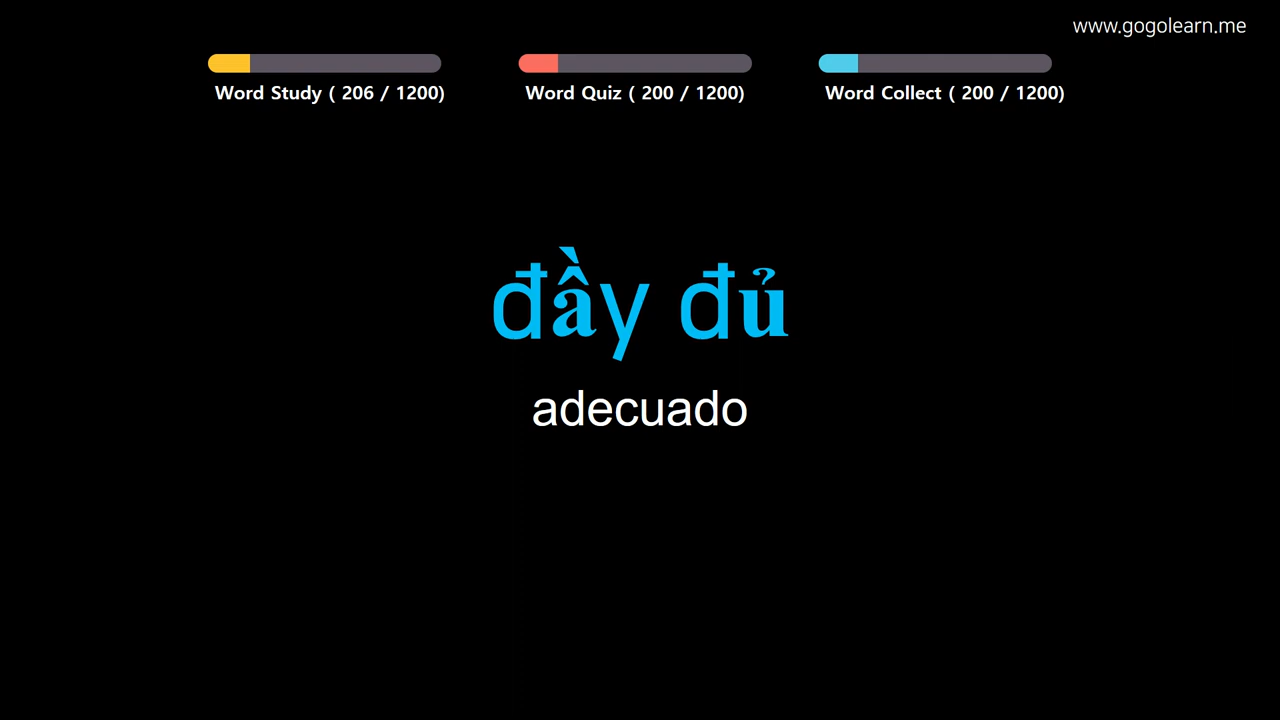 www.gogolearn.me
Word Study ( 206 / 1200)
Word Quiz ( 200 / 1200)
Word Collect ( 200 / 1200)
đầy đủ
adecuado